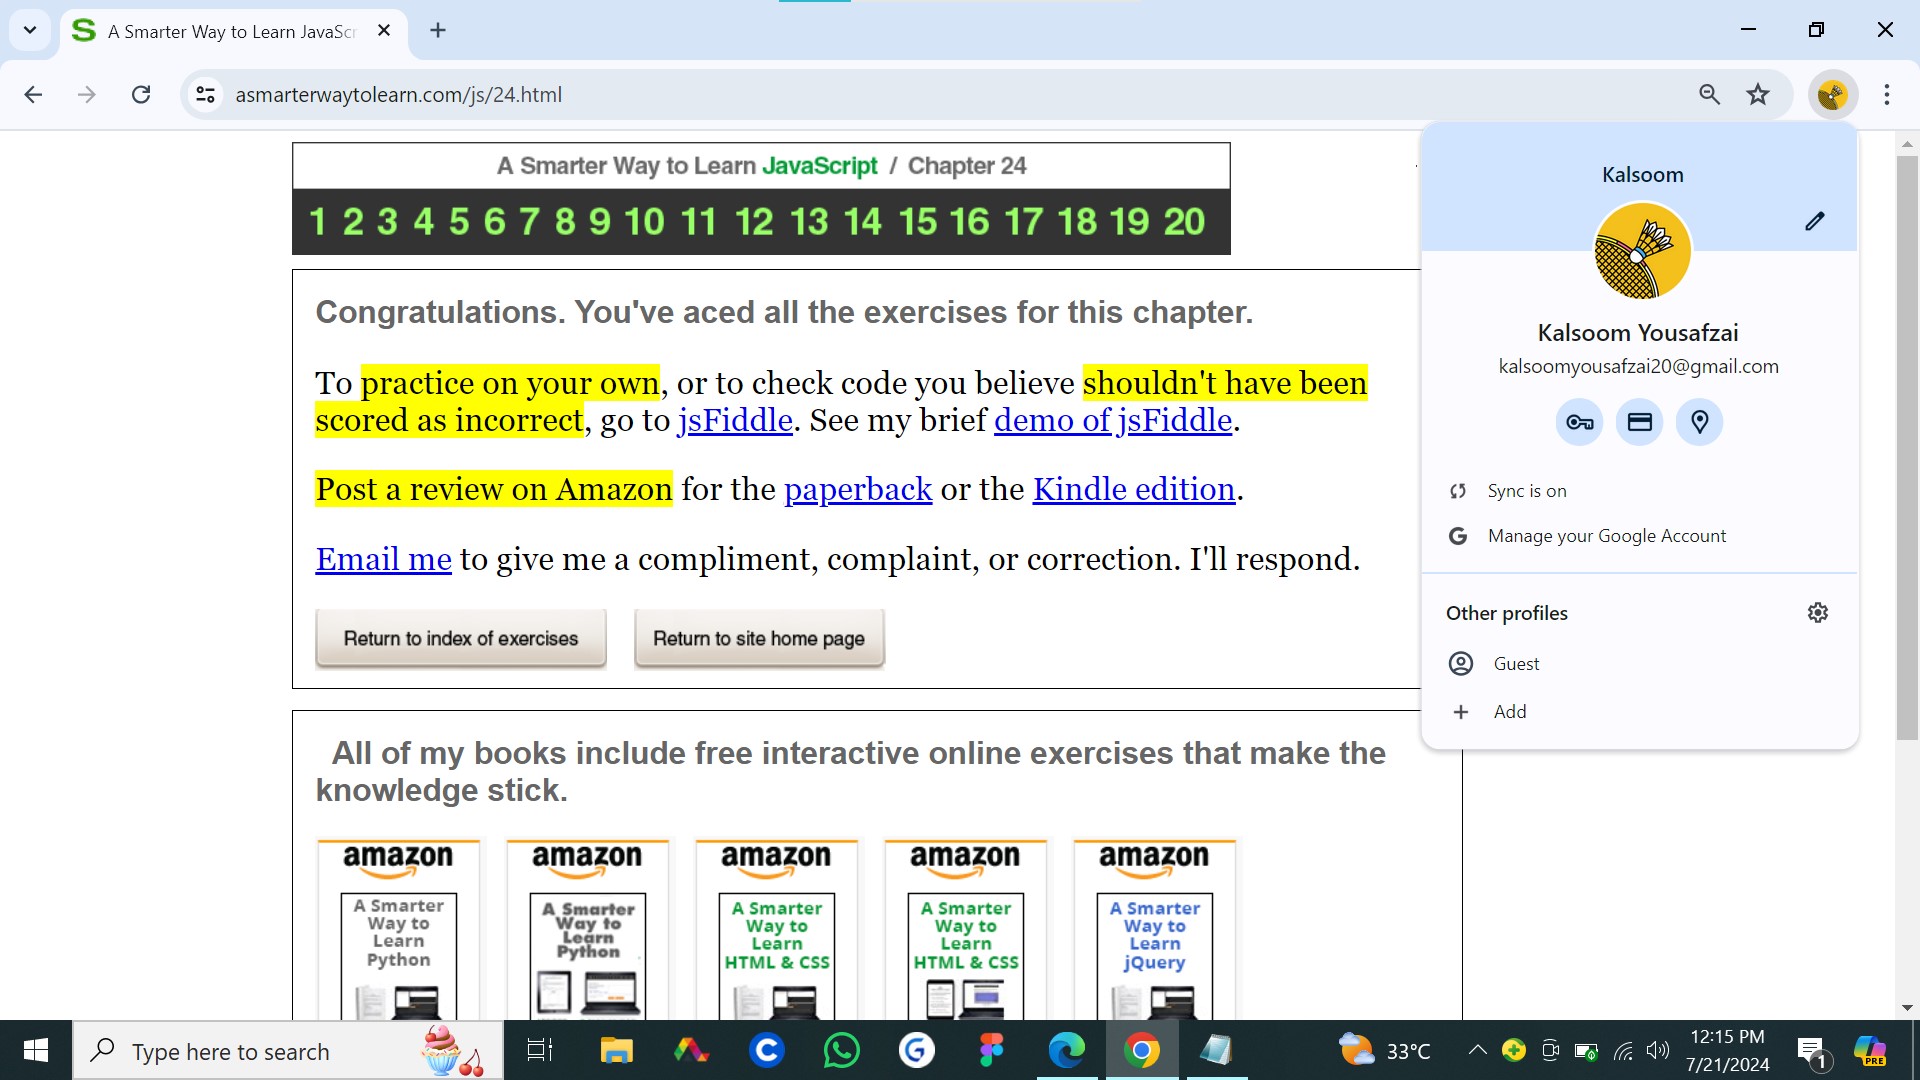 A Smarter Way to Learn JavaScr
asmarterwaytolearn.com/js/24.html
A Smarter Way to Learn JavaScript / Chapter 24
1 2 3 4 5 6 7 8 9 10 11 12 13 14 15 16 17 18 19 20
Congratulations. You've aced all the exercises for this chapter.
To practice on your own, or to check code you believe shouldn't have been
scored as incorrect, go to jsFiddle. See my brief demo of jsFiddle.
Post a review on Amazon for the paperback or the Kindle edition.
Email me to give me a compliment, complaint, or correction. I'll respond.
Return to index of exercises
Return to site home page
Kalsoom
Kalsoom Yousafzai
kalsoomyousafzai20@gmail.com
Sync is on
Manage your Google Account
Other profiles
Guest
Add
All of my books include free interactive online exercises that make the
knowledge stick.
amazon
A Smarter
Way to
Learn
Python
amazon
A Smarter
Way to
Learn
Python
amazon
A Smarter
Way to
Learn
HTML & CSS
amazon
A Smarter
Way to
Learn
HTML & CSS
amazon
A Smarter
Way to
Learn
jQuery
Type here to search
33°C
12:15 PM
7/21/2024
1
PRE